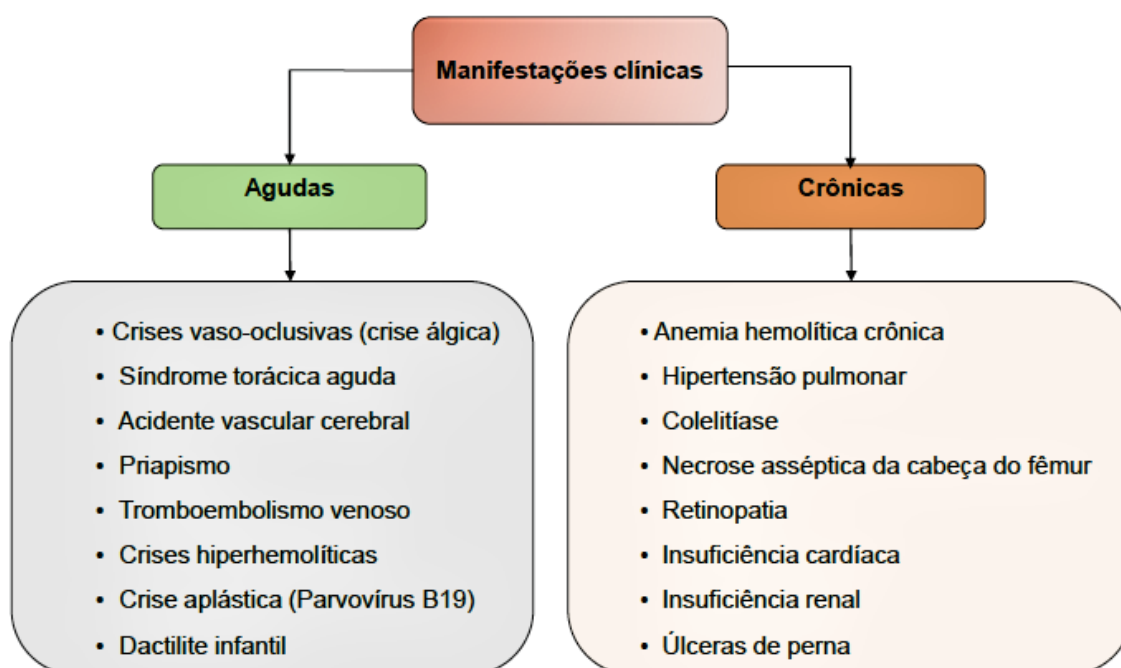 Manifestações clínicas
Agudas
• Crises vaso-oclusivas (crise álgica)
• Síndrome torácica aguda
• Acidente vascular cerebral
• Priapismo
• Tromboembolismo venoso
• Crises hiperhemolíticas
• Crise aplástica (Parvovírus B19)
• Dactilite infantil
Crônicas
• Anemia hemolítica crônica
• Hipertensão pulmonar
• Colelitíase
• Necrose asséptica da cabeça do fêmur
• Retinopatia
• Insuficiência cardíaca
• Insuficiência renal
• Úlceras de perna